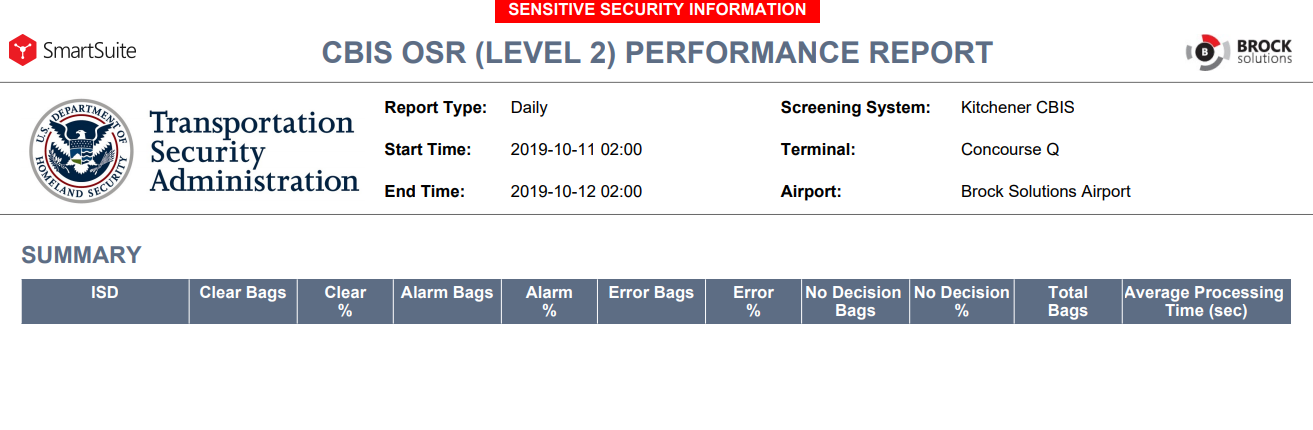 SENSITIVE SECURITY INFORMATION
SmartSuite
CBIS OSR (LEVEL 2) PERFORMANCE REPORT
B BROCK
solutions
U.S. DEPARTMENT OF
HOMELAND SECURITY
Transportation
Security
Administration
Report Type: Daily
Screening System: Kitchener CBIS
Start Time: 2019-10-11 02:00
Terminal: Concourse Q
End Time: 2019-10-12 02:00
Airport: Brock Solutions Airport
SUMMARY
ISD Clear Bags Clear Alarm Bags Alarm Error Bags Error No Decision No Decision Total Average Processing
% % % Bags % Bags Time (sec)